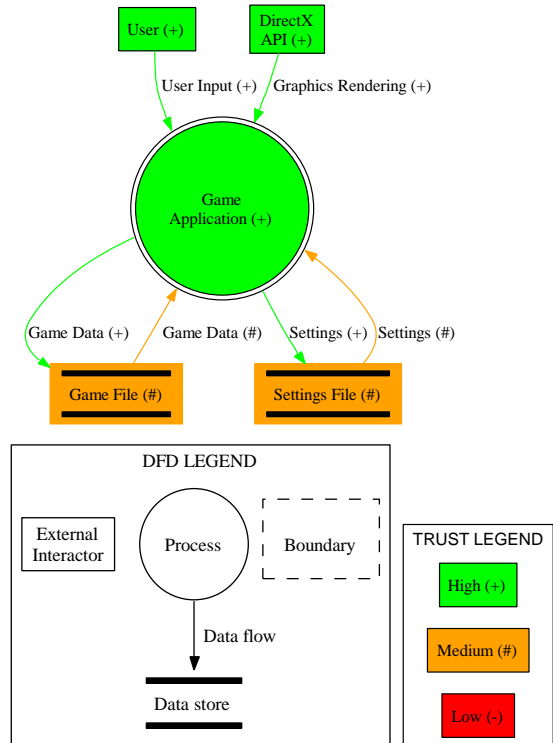 User (+)
DirectX
API (+)
User Input (+)
Graphics Rendering (+)
Game
Application (+)
Game Data (+)
Game Data (#)
Settings (+)
Settings (#)
Game File (#)
Settings File (#)
DFD LEGEND
External
Interactor
Process
Boundary
Data flow
Data store
TRUST LEGEND
High (+)
Medium (#)
Low (-)